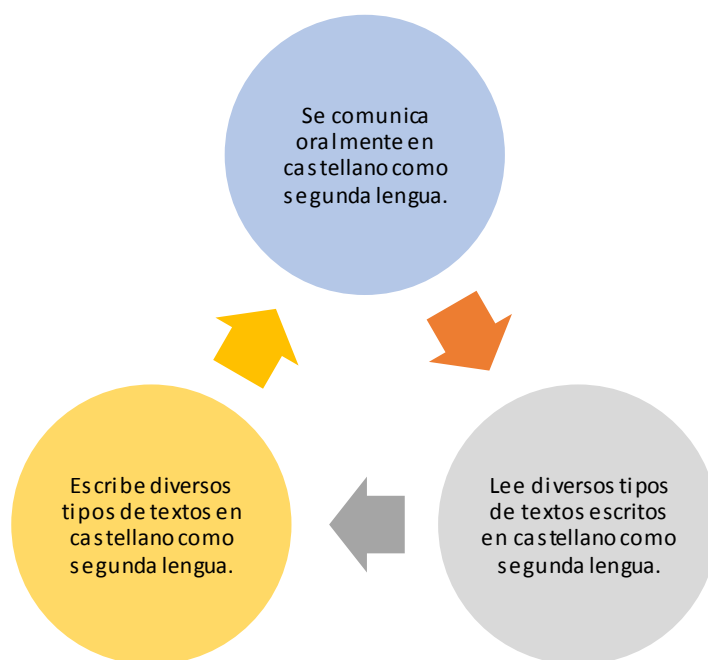 Se comunica
oralmente en
castellano como
segunda lengua.
Escribe diversos
tipos de textos en
castellano como
segunda lengua.
Lee diversos tipos
de textos escritos
en castellano como
segunda lengua.